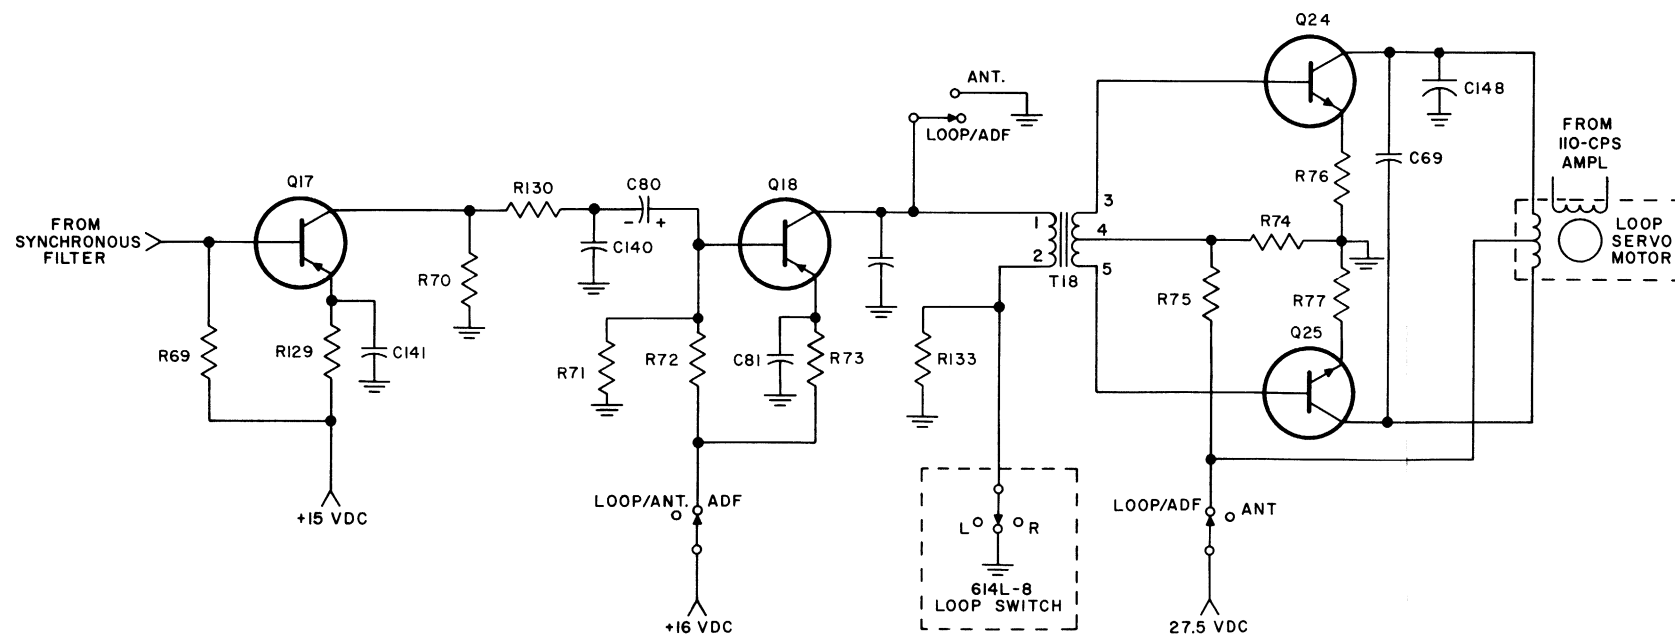 Q24
ANT.
LOOP/ADF
C148
FROM
110-CPS
AMPL
C69
Q17
R130
C80
Q18
R76
3
FROM
SYNCHRONOUS
FILTER
- +
C140
1
4
R74
LOOP
SERVO
MOTOR
2
T18
5
R70
R75
R77
Q25
R69
R129
C141
R71
R72
C81
R73
R133
LOOP/ANT. ADF
+15 VDC
L R
LOOP/ADF ANT
614L-8
LOOP SWITCH
+16 VDC
27.5 VDC